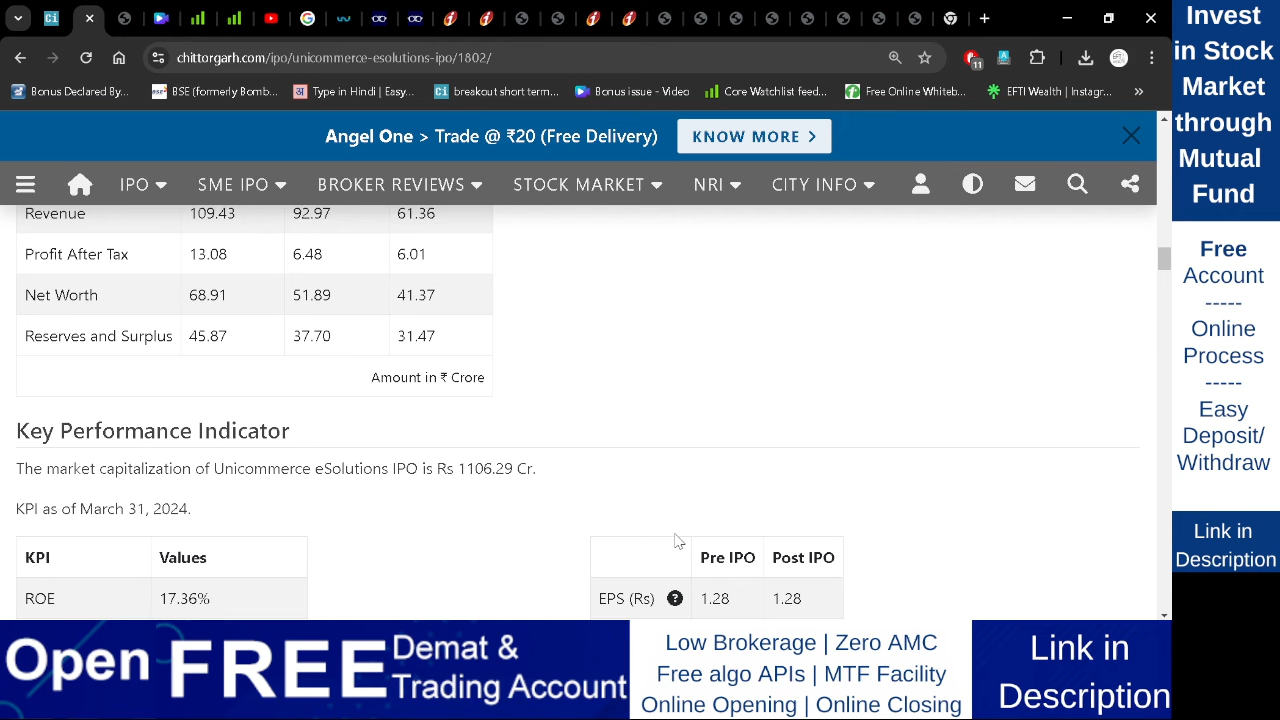 chittorgarh.com/ipo/unicommerce-esolutions-ipo/1802/
11
Bonus Declared By...
BSE (formerly Bomb...
Type in Hindi | Easy...
breakout short term...
Bonus issue - Video
Core Watchlist feed...
Free Online Whiteb...
EFTI Wealth | Instagr...
»
Angel One > Trade @ ₹20 (Free Delivery)
KNOW MORE >
IPO
SME IPO
BROKER REVIEWS
STOCK MARKET
NRI
CITY INFO
Revenue 109.43 92.97 61.36
Profit After Tax 13.08 6.48 6.01
Net Worth 68.91 51.89 41.37
Reserves and Surplus 45.87 37.70 31.47
Amount in ₹ Crore
Key Performance Indicator
The market capitalization of Unicommerce eSolutions IPO is Rs 1106.29 Cr.
KPI as of March 31, 2024.
KPI Values
ROE 17.36%
Pre IPO Post IPO
EPS (Rs) ? 1.28 1.28
Invest
in Stock
Market
through
Mutual
Fund
Free
Account
-----
Online
Process
-----
Easy
Deposit/
Withdraw
Link in
Description
Open FREE Demat &
Trading Account
Low Brokerage | Zero AMC
Free algo APIs | MTF Facility
Online Opening | Online Closing
Link in
Description